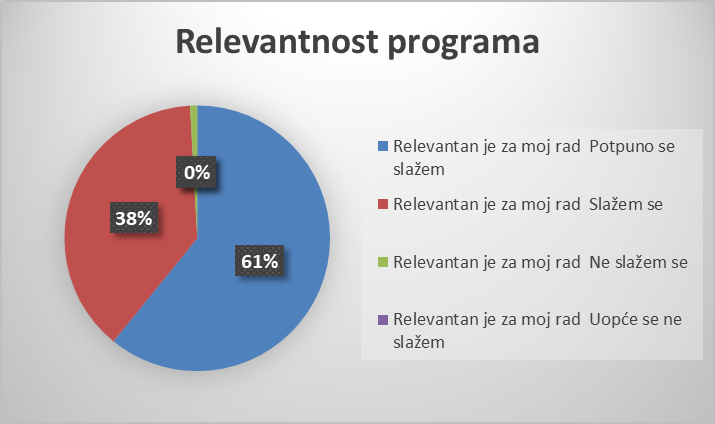 Relevantnost programa
0%
38%
61%
Relevantan je za moj rad  Potpuno se
slažem
Relevantan je za moj rad  Slažem se
Relevantan je za moj rad  Ne slažem se
Relevantan je za moj rad  Uopće se ne
slažem